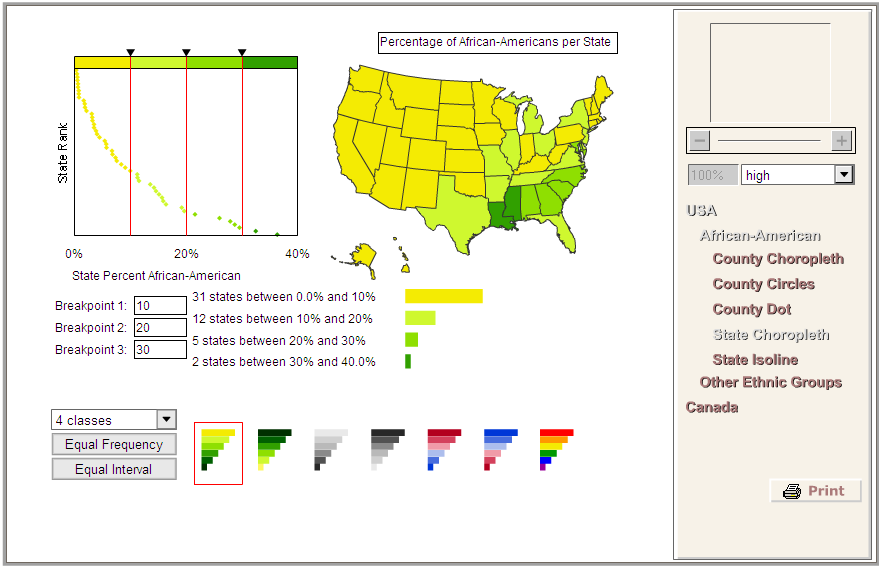 Percentage of African-Americans per State
State Rank
0%
20%
40%
State Percent African-American
Breakpoint 1: 10
Breakpoint 2: 20
Breakpoint 3: 30
31 states between 0.0% and 10%
12 states between 10% and 20%
5 states between 20% and 30%
2 states between 30% and 40.0%
4 classes
Equal Frequency
Equal Interval
100%
high
USA
African-American
County Choropleth
County Circles
County Dot
State Choropleth
State Isoline
Other Ethnic Groups
Canada
Print